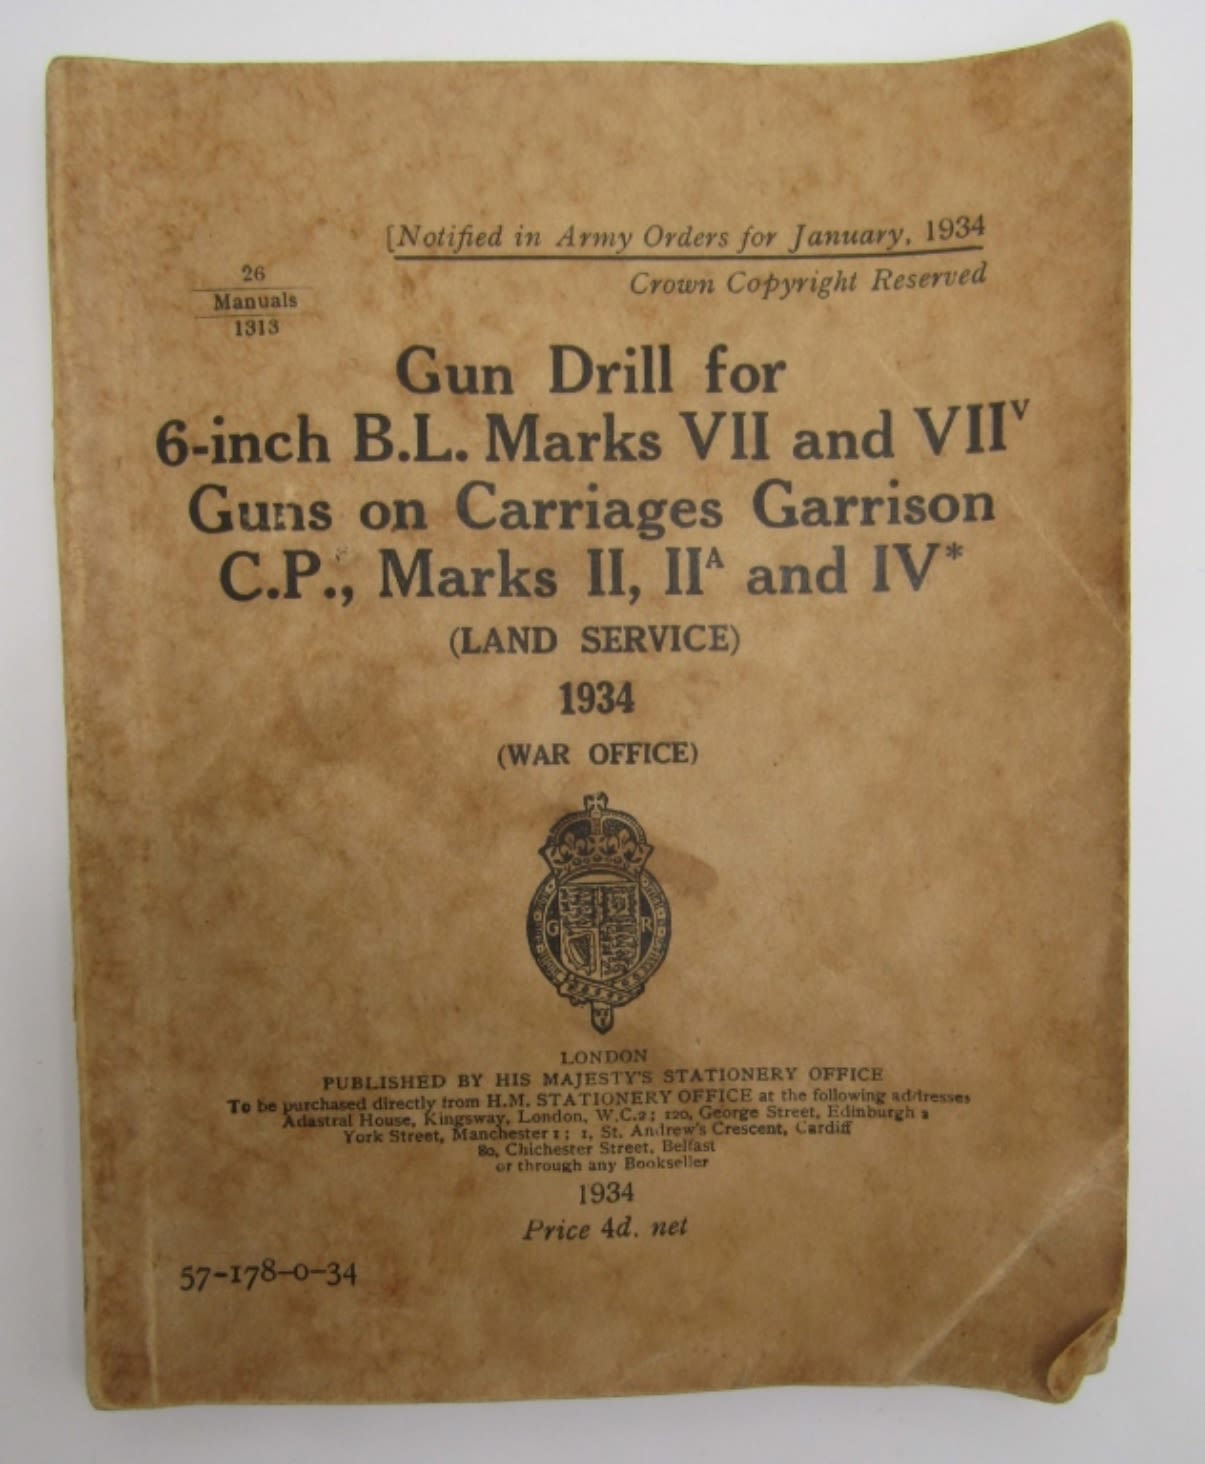 [Notified in Army Orders for January, 1934
Crown Copyright Reserved
26
Manuals
1313
Gun Drill for
6-inch B.L. Marks VII and VIIV
Guns on Carriages Garrison
C.P., Marks II, IIA and IV*
(LAND SERVICE)
1934
(WAR OFFICE)
G R
LONDON
PUBLISHED BY HIS MAJESTY'S STATIONERY OFFICE
To be purchased directly from H.M. STATIONERY OFFICE at the following addresses
Adastral House, Kingsway, London, W.C.2; 120, George Street, Edinburgh 2
York Street, Manchester 1; 1, St. Andrew's Crescent, Cardiff
80, Chichester Street, Belfast
or through any Bookseller
1934
Price 4d. net
57-178-0-34